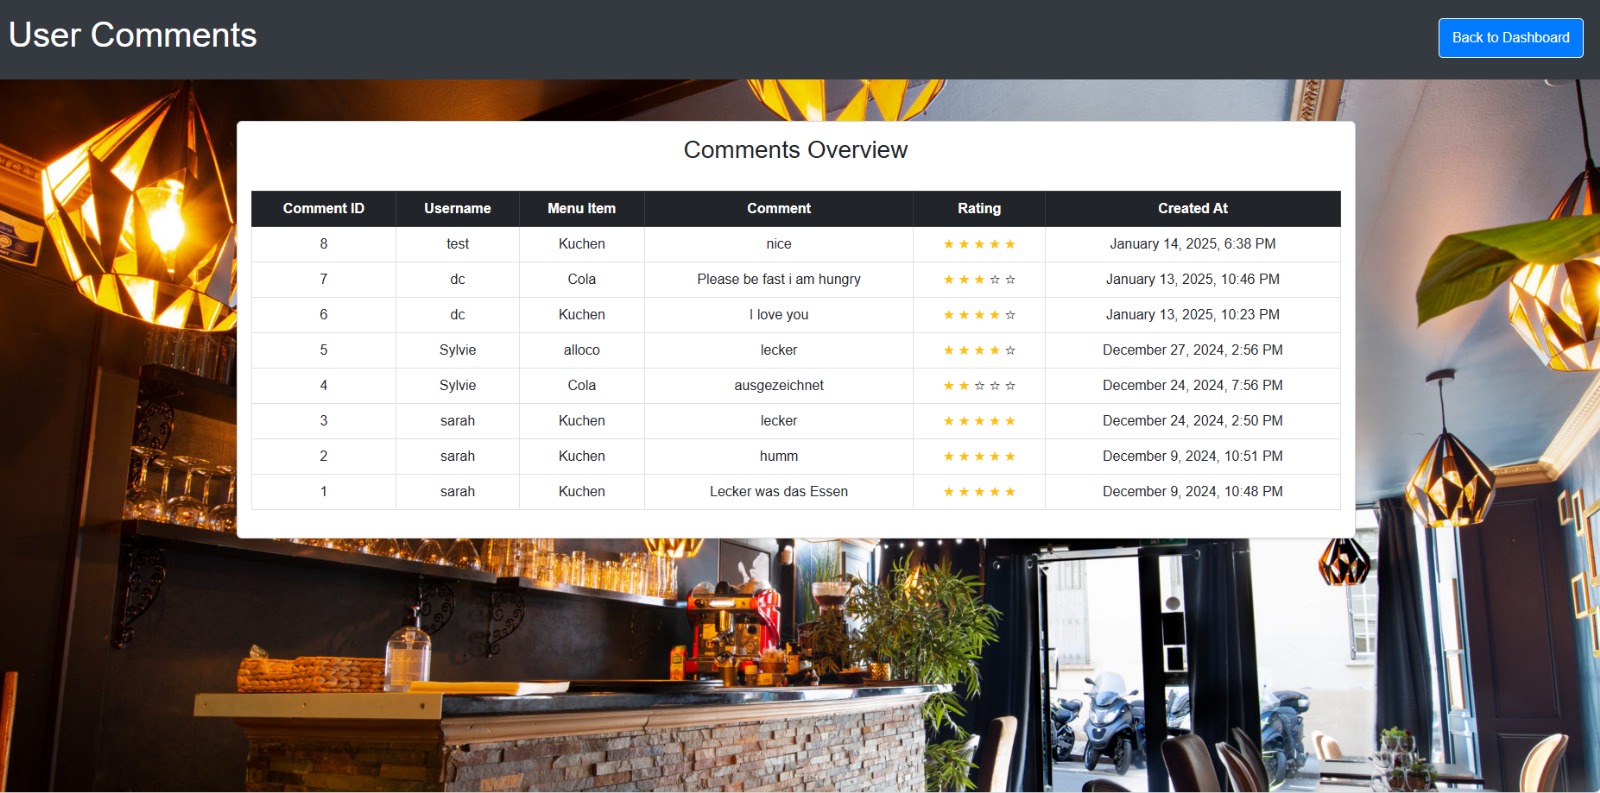 User Comments
Back to Dashboard
Comments Overview
Comment ID Username Menu Item Comment Rating Created At
8 test Kuchen nice ★ ★ ★ ★ ★ January 14, 2025, 6:38 PM
7 dc Cola Please be fast i am hungry ★ ★ ★ ☆ ☆ January 13, 2025, 10:46 PM
6 dc Kuchen I love you ★ ★ ★ ★ ☆ January 13, 2025, 10:23 PM
5 Sylvie alloco lecker ★ ★ ★ ★ ☆ December 27, 2024, 2:56 PM
4 Sylvie Cola ausgezeichnet ★ ★ ☆ ☆ ☆ December 24, 2024, 7:56 PM
3 sarah Kuchen lecker ★ ★ ★ ★ ★ December 24, 2024, 2:50 PM
2 sarah Kuchen humm ★ ★ ★ ★ ★ December 9, 2024, 10:51 PM
1 sarah Kuchen Lecker was das Essen ★ ★ ★ ★ ★ December 9, 2024, 10:48 PM